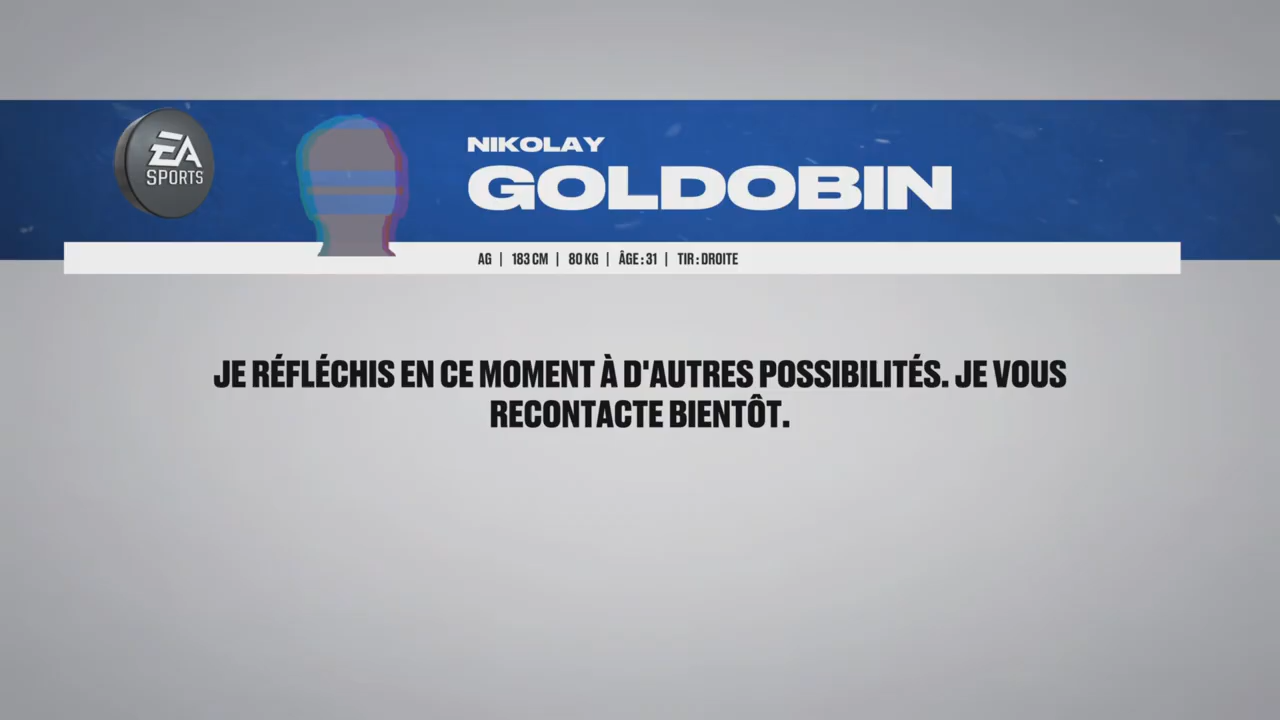 EA
SPORTS
NIKOLAY
GOLDOBIN
AG | 183 CM | 80 KG | ÂGE : 31 | TIR : DROITE
JE RÉFLÉCHIS EN CE MOMENT À D'AUTRES POSSIBILITÉS. JE VOUS
RECONTACTE BIENTÔT.